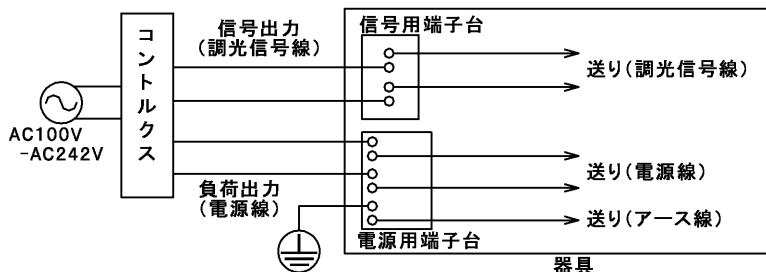 AC100V
-AC242V
コントルクス
信号出力
(調光信号線)
負荷出力
(電源線)
信号用端子台
電源用端子台
送り(調光信号線)
送り(電源線)
送り(アース線)
器具